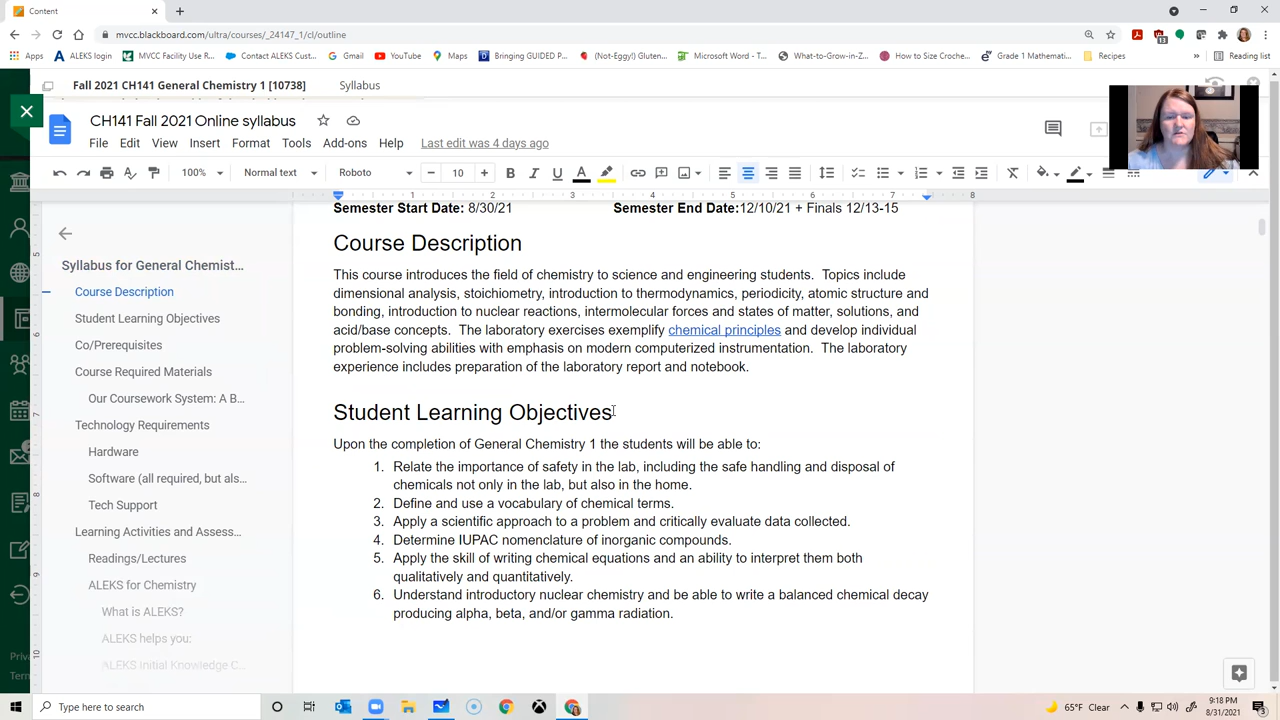 Content
mvcc.blackboard.com/ultra/courses/_24147_1/cl/outline
Apps ALEKS login MVCC Facility Use R... Contact ALEKS Cust... Gmail YouTube Maps Bringing GUIDED P... (Not-Eggy!) Gluten... Microsoft Word - T... What-to-Grow-in-Z... How to Size Croche... Grade 1 Mathemati... Recipes » Reading list
Fall 2021 CH141 General Chemistry 1 [10738] Syllabus
CH141 Fall 2021 Online syllabus
File Edit View Insert Format Tools Add-ons Help Last edit was 4 days ago
100% Normal text Roboto 10
Semester Start Date: 8/30/21 Semester End Date:12/10/21 + Finals 12/13-15
Syllabus for General Chemist...
Course Description
Student Learning Objectives
Co/Prerequisites
Course Required Materials
Our Coursework System: A B...
Technology Requirements
Hardware
Software (all required, but als...
Tech Support
Learning Activities and Assess...
Readings/Lectures
ALEKS for Chemistry
What is ALEKS?
ALEKS helps you:
ALEKS Initial Knowledge C...
Priv
Tern
Course Description
This course introduces the field of chemistry to science and engineering students. Topics include
dimensional analysis, stoichiometry, introduction to thermodynamics, periodicity, atomic structure and
bonding, introduction to nuclear reactions, intermolecular forces and states of matter, solutions, and
acid/base concepts. The laboratory exercises exemplify chemical principles and develop individual
problem-solving abilities with emphasis on modern computerized instrumentation. The laboratory
experience includes preparation of the laboratory report and notebook.
Student Learning Objectives
Upon the completion of General Chemistry 1 the students will be able to:
1. Relate the importance of safety in the lab, including the safe handling and disposal of
chemicals not only in the lab, but also in the home.
2. Define and use a vocabulary of chemical terms.
3. Apply a scientific approach to a problem and critically evaluate data collected.
4. Determine IUPAC nomenclature of inorganic compounds.
5. Apply the skill of writing chemical equations and an ability to interpret them both
qualitatively and quantitatively.
6. Understand introductory nuclear chemistry and be able to write a balanced chemical decay
producing alpha, beta, and/or gamma radiation.
Type here to search
65°F Clear
9:18 PM
8/31/2021